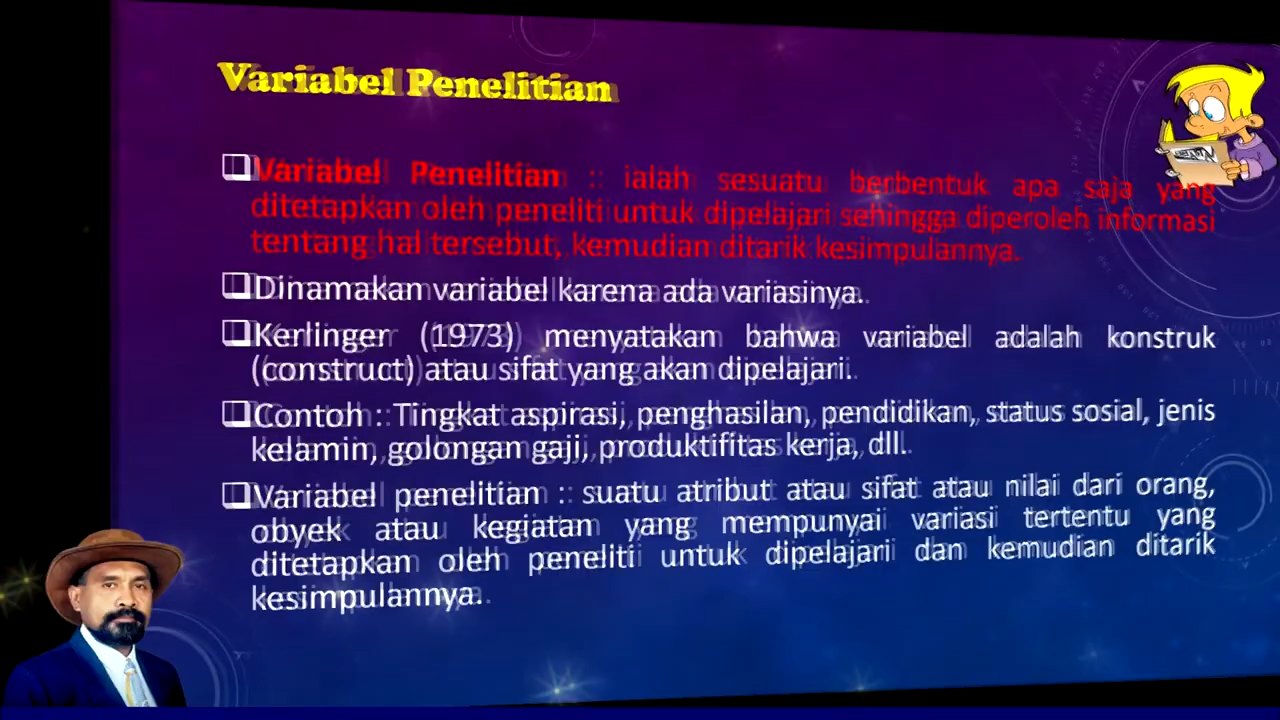 Variabel Penelitian
❑Variabel Penelitian : ialah sesuatu berbentuk apa saja yang
ditetapkan oleh peneliti untuk dipelajari sehingga diperoleh informasi
tentang hal tersebut, kemudian ditarik kesimpulannya.
❑Dinamakan variabel karena ada variasinya.
❑Kerlinger (1973) menyatakan bahwa variabel adalah konstruk
(construct) atau sifat yang akan dipelajari.
❑Contoh : Tingkat aspirasi, penghasilan, pendidikan, status sosial, jenis
kelamin, golongan gaji, produktifitas kerja, dll.
❑Variabel penelitian : suatu atribut atau sifat atau nilai dari orang,
obyek atau kegiatan yang mempunyai variasi tertentu yang
ditetapkan oleh peneliti untuk dipelajari dan kemudian ditarik
kesimpulannya.